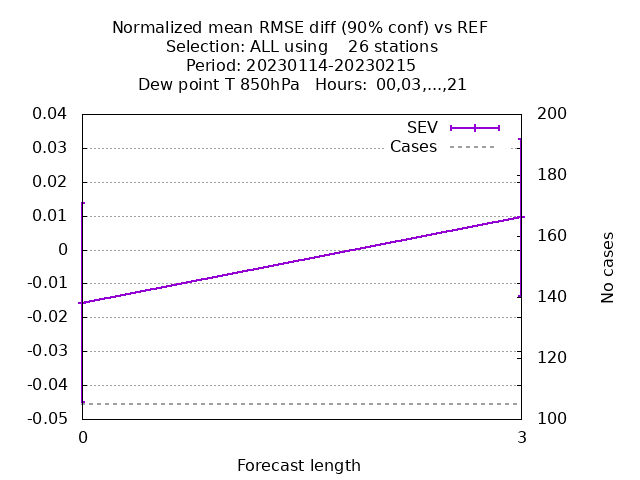 Normalized mean RMSE diff (90% conf) vs REF
Selection: ALL using    26 stations
Period: 20230114-20230215
Dew point T 850hPa   Hours:  00,03,...,21
0.04
0.03
0.02
0.01
0
-0.01
-0.02
-0.03
-0.04
-0.05
SEV
Cases
200
180
160
140
120
100
No cases
0
3
Forecast length